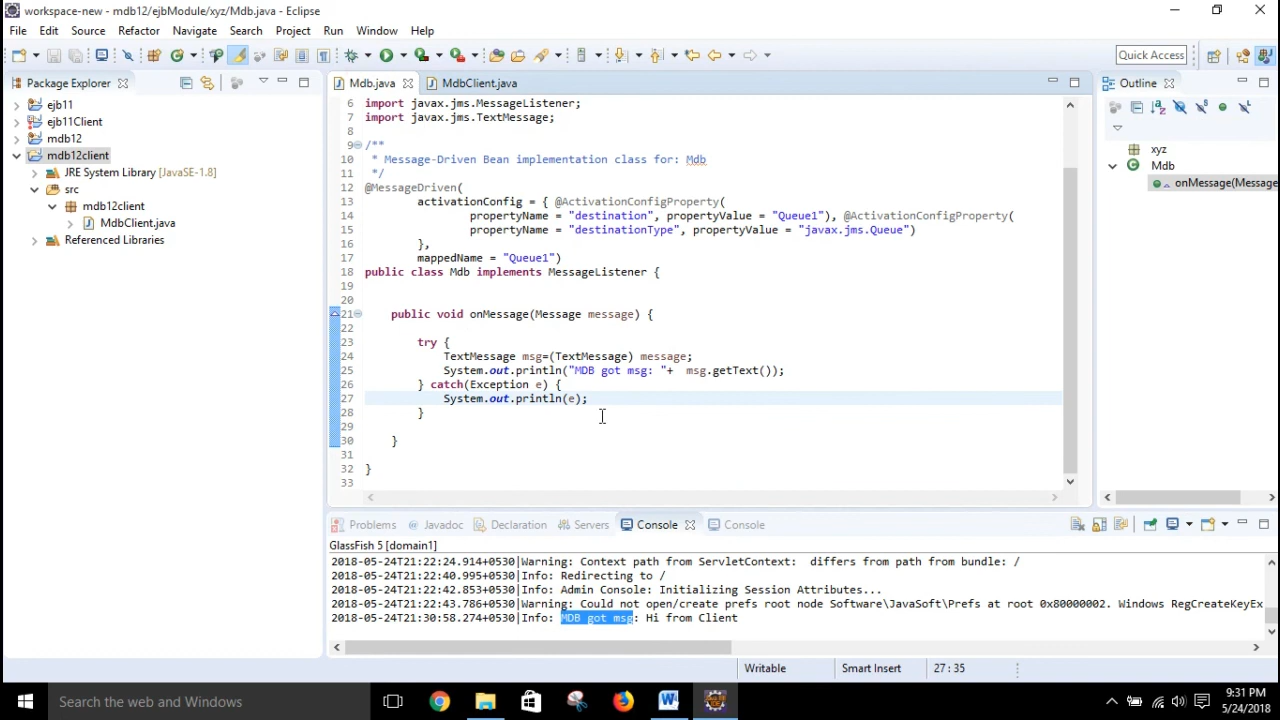 workspace-new - mdb12/ejbModule/xyz/Mdb.java - Eclipse
File Edit Source Refactor Navigate Search Project Run Window Help
Quick Access
Package Explorer
ejb11
ejb11Client
mdb12
mdb12client
JRE System Library [JavaSE-1.8]
src
mdb12client
MdbClient.java
Referenced Libraries
Mdb.java MdbClient.java
6 import javax.jms.MessageListener;
7 import javax.jms.TextMessage;
8
9 /**
10 * Message-Driven Bean implementation class for: Mdb
11 */
12 @MessageDriven(
13 activationConfig = { @ActivationConfigProperty(
14 propertyName = "destination", propertyValue = "Queue1"), @ActivationConfigProperty(
15 propertyName = "destinationType", propertyValue = "javax.jms.Queue")
16 },
17 mappedName = "Queue1")
18 public class Mdb implements MessageListener {
19
20
21 public void onMessage(Message message) {
22
23 try {
24 TextMessage msg=(TextMessage) message;
25 System.out.println("MDB got msg: "+ msg.getText());
26 } catch(Exception e) {
27 System.out.println(e);
28 }
29
30 }
31
32 }
33
Outline
xyz
Mdb
onMessage(Message
Problems Javadoc Declaration Servers Console Console
GlassFish 5 [domain1]
2018-05-24T21:22:24.914+0530|Warning: Context path from ServletContext:  differs from path from bundle: /
2018-05-24T21:22:40.995+0530|Info: Redirecting to /
2018-05-24T21:22:42.853+0530|Info: Admin Console: Initializing Session Attributes...
2018-05-24T21:22:43.786+0530|Warning: Could not open/create prefs root node Software\JavaSoft\Prefs at root 0x80000002. Windows RegCreateKeyEx
2018-05-24T21:30:58.274+0530|Info: MDB got msg: Hi from Client
Writable Smart Insert 27 : 35
Search the web and Windows
9:31 PM
5/24/2018